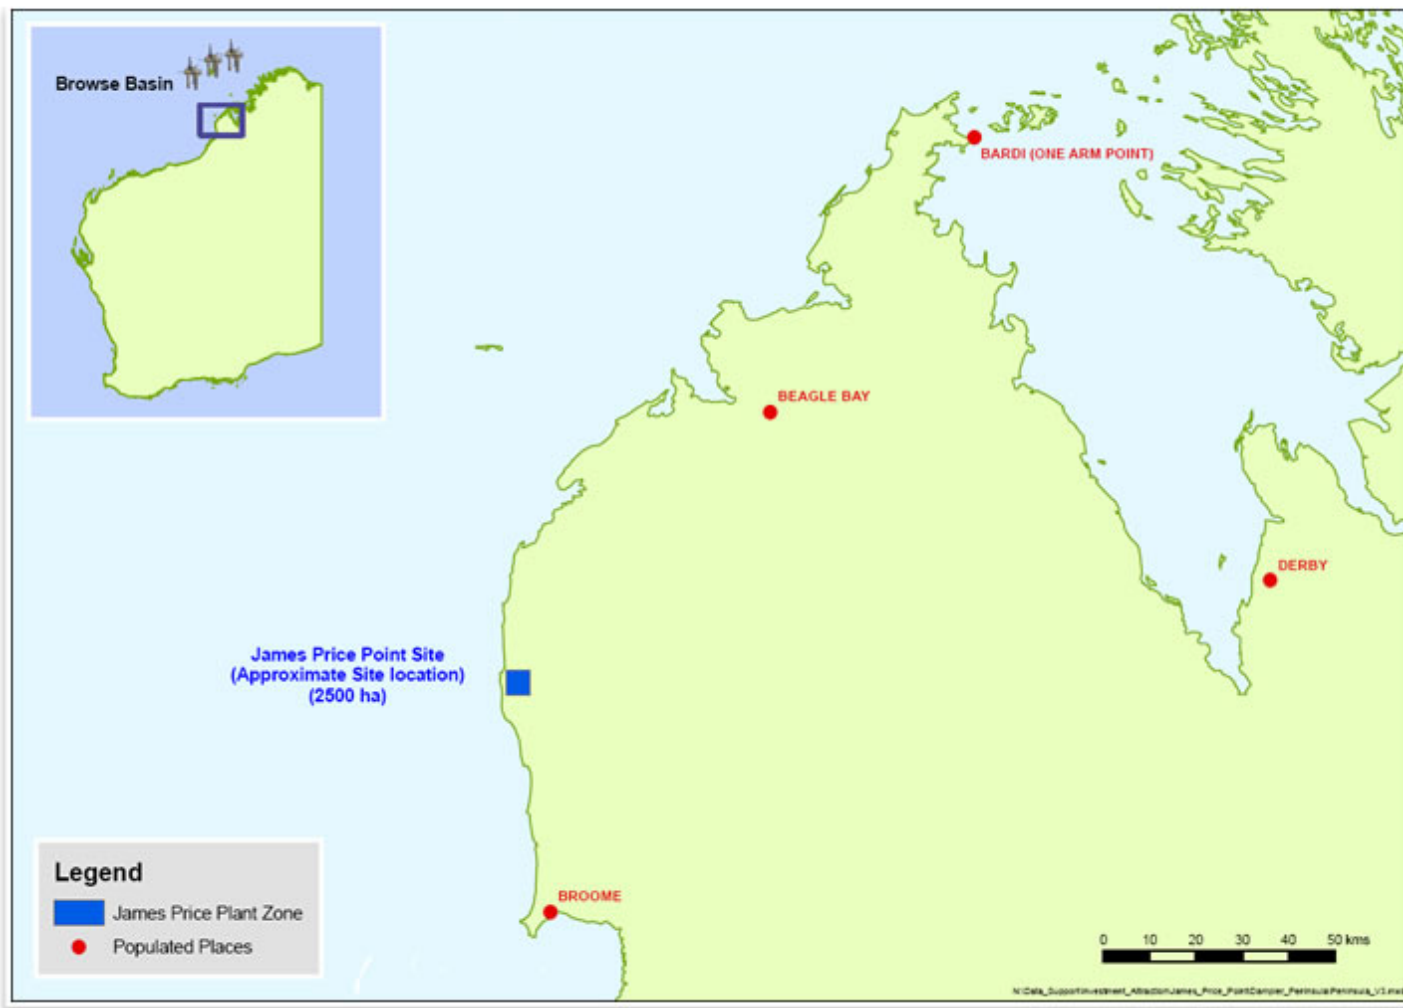 Browse Basin
BARDI (ONE ARM POINT)
BEAGLE BAY
DERBY
James Price Point Site
(Approximate Site location)
(2500 ha)
BROOME
Legend
James Price Plant Zone
Populated Places
0 10 20 30 40 50 kms